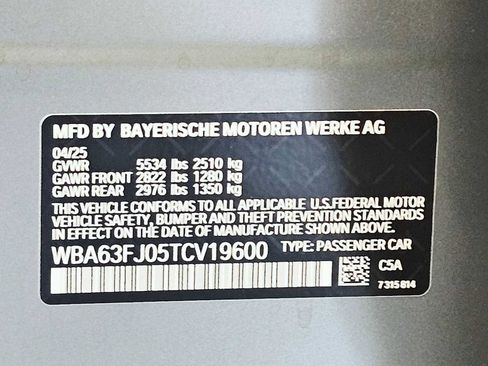 MFD BY BAYERISCHE MOTOREN WERKE AG
04/25
GVWR 5534 lbs 2510 kg
GAWR FRONT 2822 lbs 1280 kg
GAWR REAR 2976 lbs 1350 kg
THIS VEHICLE CONFORMS TO ALL APPLICABLE U.S.FEDERAL MOTOR
VEHICLE SAFETY, BUMPER AND THEFT PREVENTION STANDARDS
IN EFFECT ON THE DATE OF MANUFACTURE SHOWN ABOVE.
WBA63FJ05TCV19600 TYPE: PASSENGER CAR
C5A
7315814